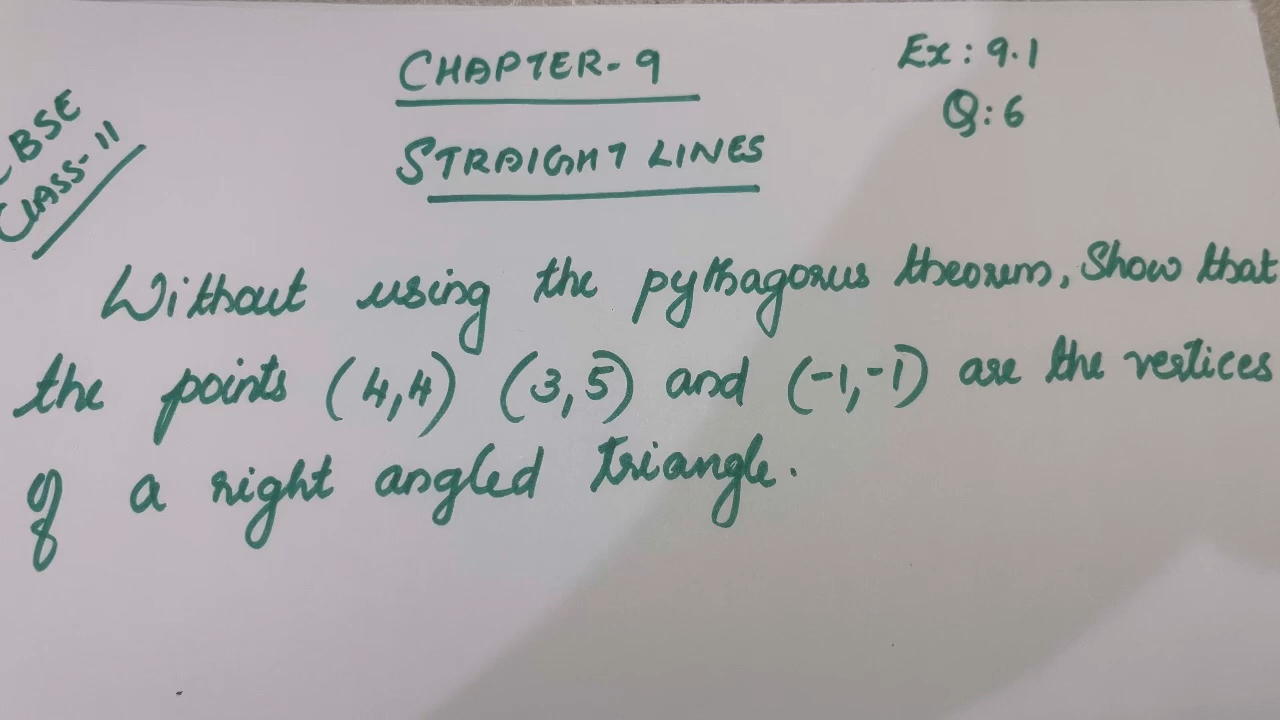 CHAPTER-9
Ex: 9.1
Q: 6
STRAIGHT LINES
CBSE
CLASS-11
Without using the pythagorus theorem, Show that
the points (4,4) (3,5) and (-1,-1) are the vertices
of a right angled triangle.